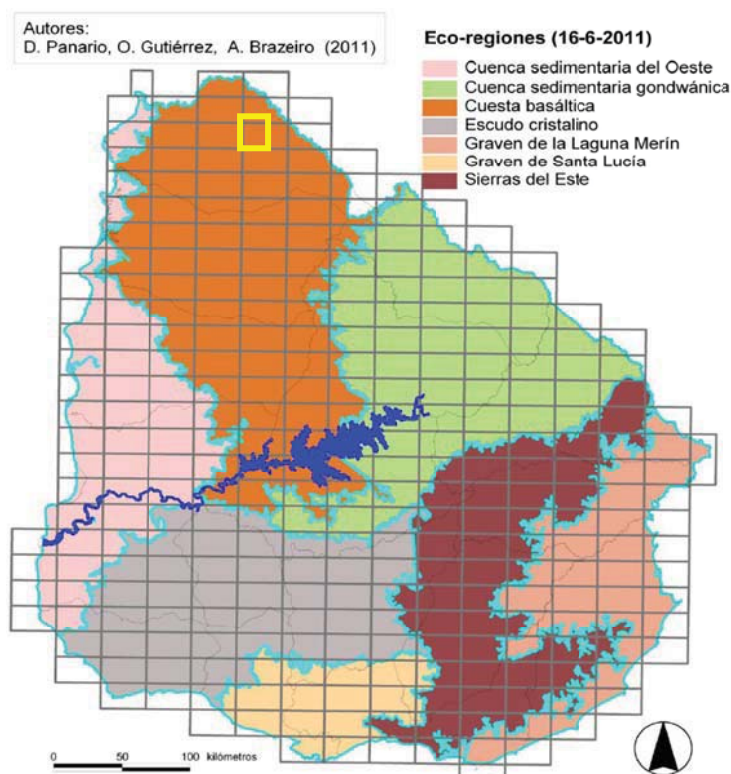 Autores:
D. Panario, O. Gutiérrez, A. Brazeiro (2011)
Eco-regiones (16-6-2011)
Cuenca sedimentaria del Oeste
Cuenca sedimentaria gondwánica
Cuesta basáltica
Escudo cristalino
Graven de la Laguna Merín
Graven de Santa Lucía
Sierras del Este
0 50 100 kilómetros